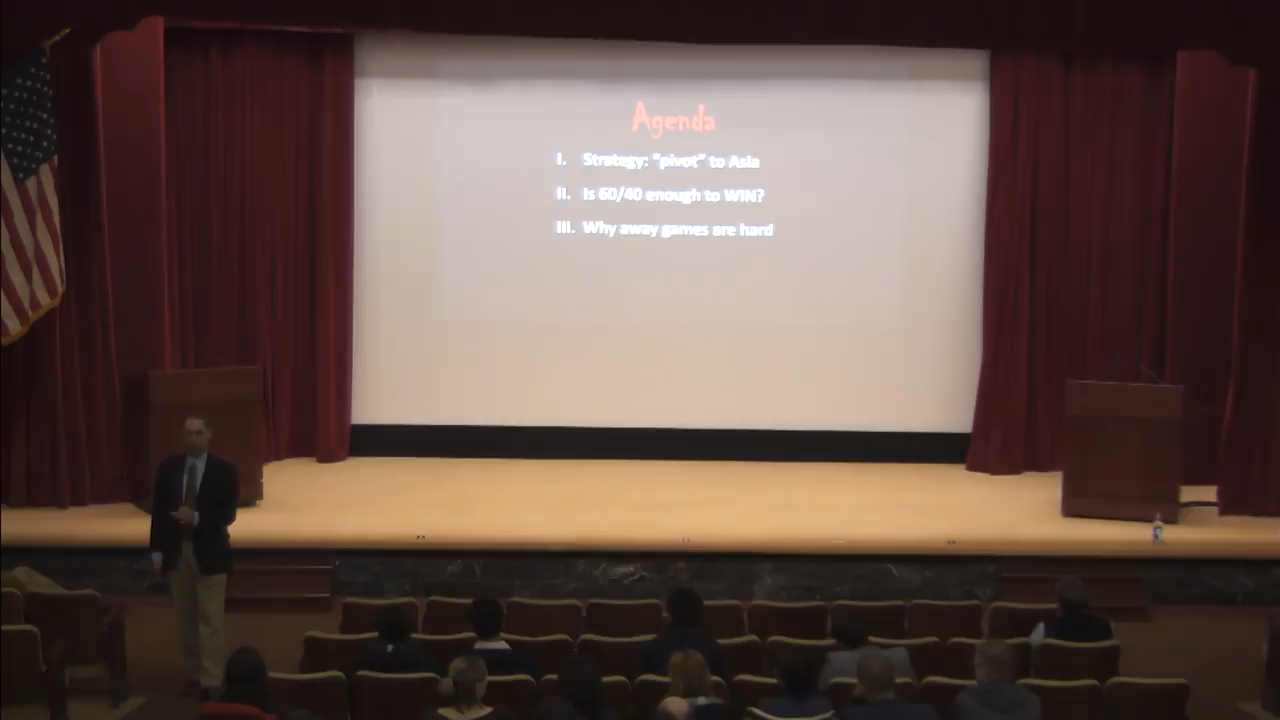 Agenda
I. Strategy: “pivot” to Asia
II. Is 60/40 enough to WIN?
III. Why away games are hard